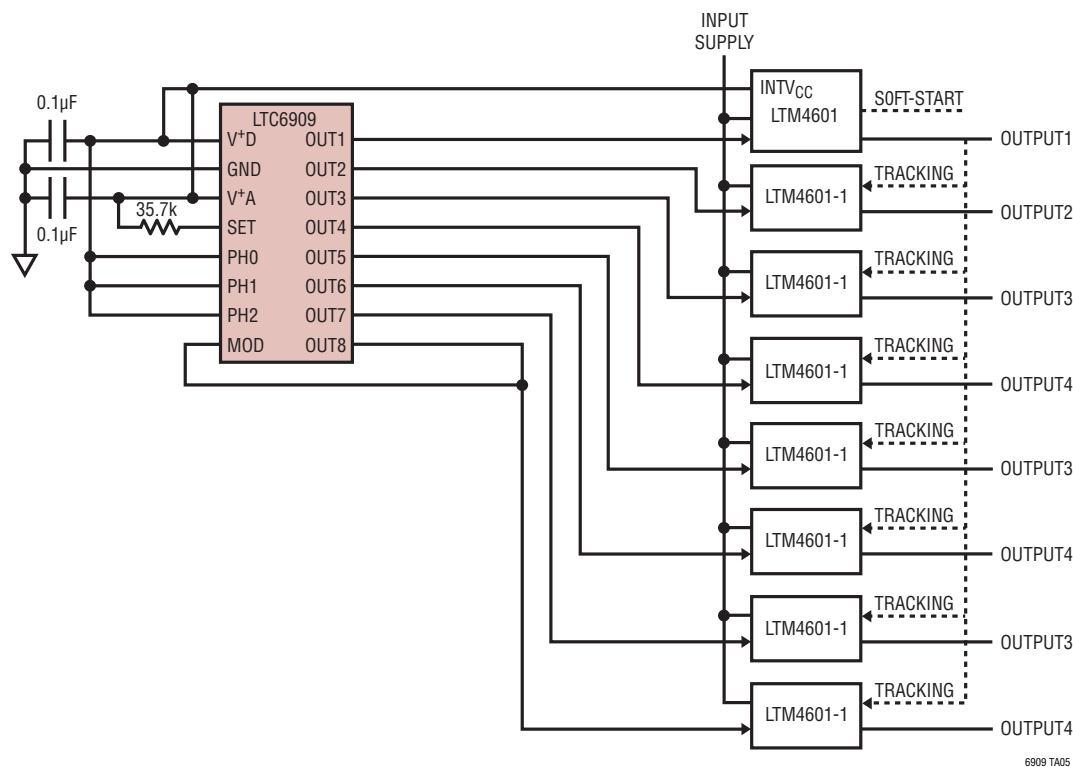 INPUT
SUPPLY
0.1µF
LTC6909
V+D
GND
V+A
SET
PH0
PH1
PH2
MOD
OUT1
OUT2
OUT3
OUT4
OUT5
OUT6
OUT7
OUT8
35.7k
0.1µF
INTVCC
LTM4601
SOFT-START
OUTPUT1
LTM4601-1
TRACKING
OUTPUT2
LTM4601-1
TRACKING
OUTPUT3
LTM4601-1
TRACKING
OUTPUT4
LTM4601-1
TRACKING
OUTPUT3
LTM4601-1
TRACKING
OUTPUT4
LTM4601-1
TRACKING
OUTPUT3
LTM4601-1
TRACKING
OUTPUT4
6909 TA05